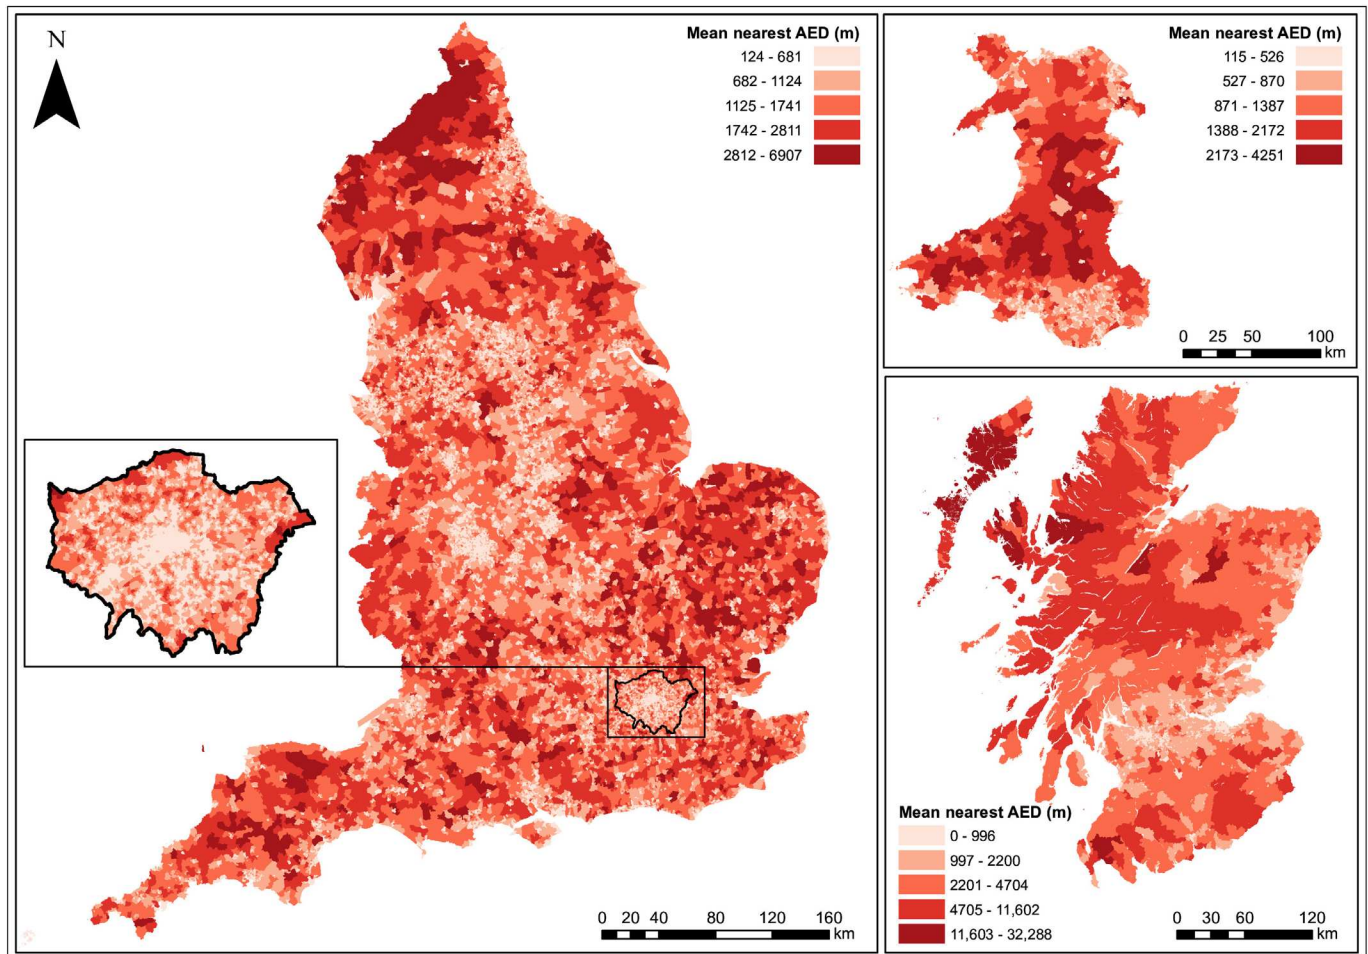 N
Mean nearest AED (m)
124 - 681
682 - 1124
1125 - 1741
1742 - 2811
2812 - 6907
0 20 40 80 120 160
km
Mean nearest AED (m)
115 - 526
527 - 870
871 - 1387
1388 - 2172
2173 - 4251
0 25 50 100
km
Mean nearest AED (m)
0 - 996
997 - 2200
2201 - 4704
4705 - 11,602
11,603 - 32,288
0 30 60 120
km